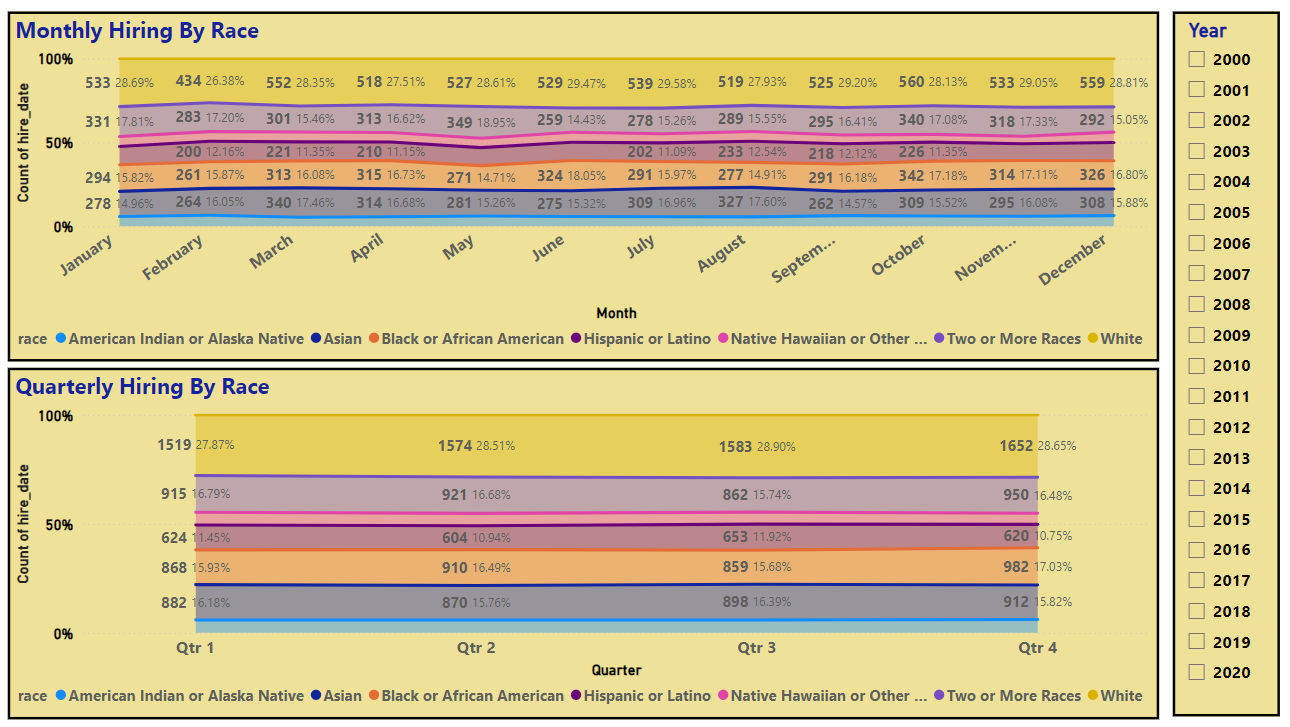 Monthly Hiring By Race
Count of hire_date
100%
50%
0%
533 28.69% 434 26.38% 552 28.35% 518 27.51% 527 28.61% 529 29.47% 539 29.58% 519 27.93% 525 29.20% 560 28.13% 533 29.05% 559 28.81%
331 17.81% 283 17.20% 301 15.46% 313 16.62% 349 18.95% 259 14.43% 278 15.26% 289 15.55% 295 16.41% 340 17.08% 318 17.33% 292 15.05%
200 12.16% 221 11.35% 210 11.15% 202 11.09% 233 12.54% 218 12.12% 226 11.35%
294 15.82% 261 15.87% 313 16.08% 315 16.73% 271 14.71% 324 18.05% 291 15.97% 277 14.91% 291 16.18% 342 17.18% 314 17.11% 326 16.80%
278 14.96% 264 16.05% 340 17.46% 314 16.68% 281 15.26% 275 15.32% 309 16.96% 327 17.60% 262 14.57% 309 15.52% 295 16.08% 308 15.88%
January February March April May June July August Septem... October Novem... December
Month
race American Indian or Alaska Native Asian Black or African American Hispanic or Latino Native Hawaiian or Other ... Two or More Races White
Quarterly Hiring By Race
Count of hire_date
100%
50%
0%
1519 27.87% 1574 28.51% 1583 28.90% 1652 28.65%
915 16.79% 921 16.68% 862 15.74% 950 16.48%
624 11.45% 604 10.94% 653 11.92% 620 10.75%
868 15.93% 910 16.49% 859 15.68% 982 17.03%
882 16.18% 870 15.76% 898 16.39% 912 15.82%
Qtr 1 Qtr 2 Qtr 3 Qtr 4
Quarter
race American Indian or Alaska Native Asian Black or African American Hispanic or Latino Native Hawaiian or Other ... Two or More Races White
Year
2000
2001
2002
2003
2004
2005
2006
2007
2008
2009
2010
2011
2012
2013
2014
2015
2016
2017
2018
2019
2020